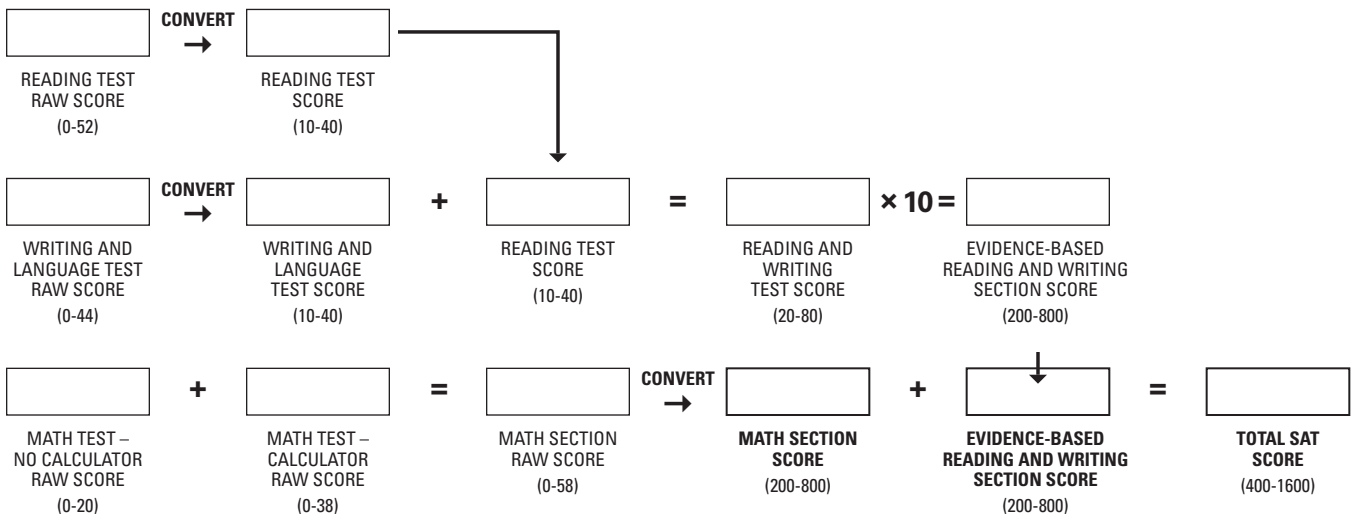 CONVERT
→
READING TEST
RAW SCORE
(0-52)
READING TEST
SCORE
(10-40)
CONVERT
→
+
=
× 10 =
WRITING AND
LANGUAGE TEST
RAW SCORE
(0-44)
WRITING AND
LANGUAGE
TEST SCORE
(10-40)
READING TEST
SCORE
(10-40)
READING AND
WRITING
TEST SCORE
(20-80)
EVIDENCE-BASED
READING AND WRITING
SECTION SCORE
(200-800)
+
=
CONVERT
→
+
=
MATH TEST –
NO CALCULATOR
RAW SCORE
(0-20)
MATH TEST –
CALCULATOR
RAW SCORE
(0-38)
MATH SECTION
RAW SCORE
(0-58)
MATH SECTION
SCORE
(200-800)
EVIDENCE-BASED
READING AND WRITING
SECTION SCORE
(200-800)
TOTAL SAT
SCORE
(400-1600)